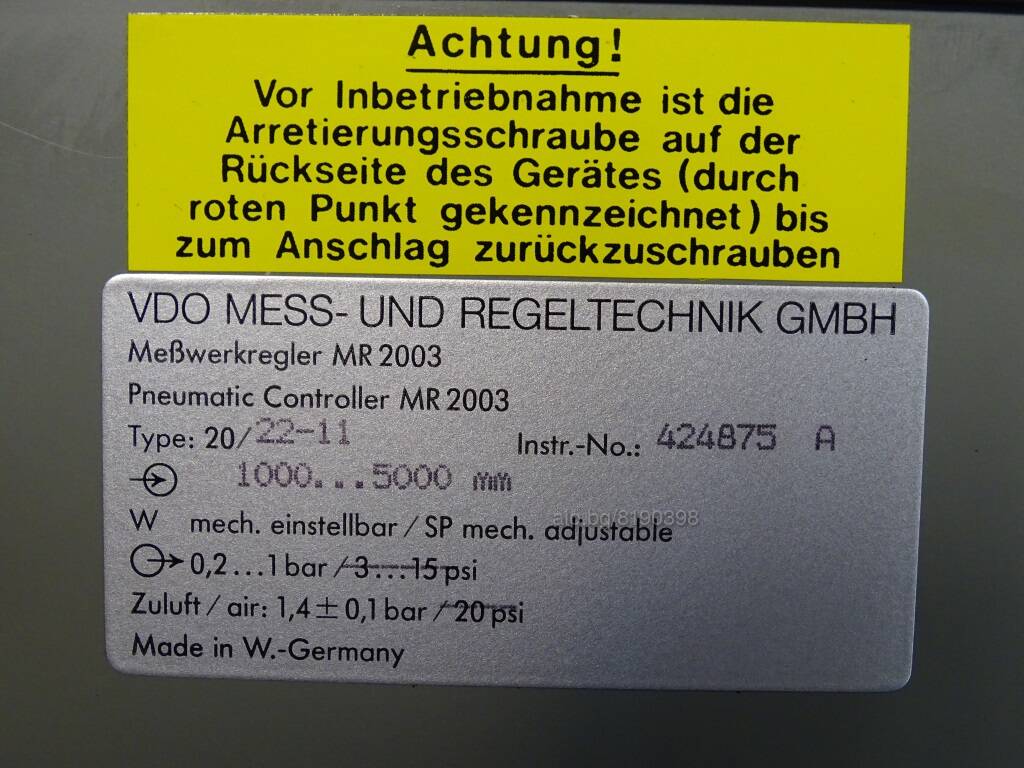 Achtung!
Vor Inbetriebnahme ist die
Arretierungsschraube auf der
Rückseite des Gerätes (durch
roten Punkt gekennzeichnet) bis
zum Anschlag zurückzuschrauben
VDO MESS- UND REGELTECHNIK GMBH
Meßwerkregler MR 2003
Pneumatic Controller MR 2003
Type: 20/22-11 Instr.-No.: 424875 A
1000...5000 mm
alo.bg/8190398
W mech. einstellbar / SP mech. adjustable
0,2...1 bar / 3...15 psi
Zuluft / air: 1,4 ± 0,1 bar / 20 psi
Made in W.-Germany